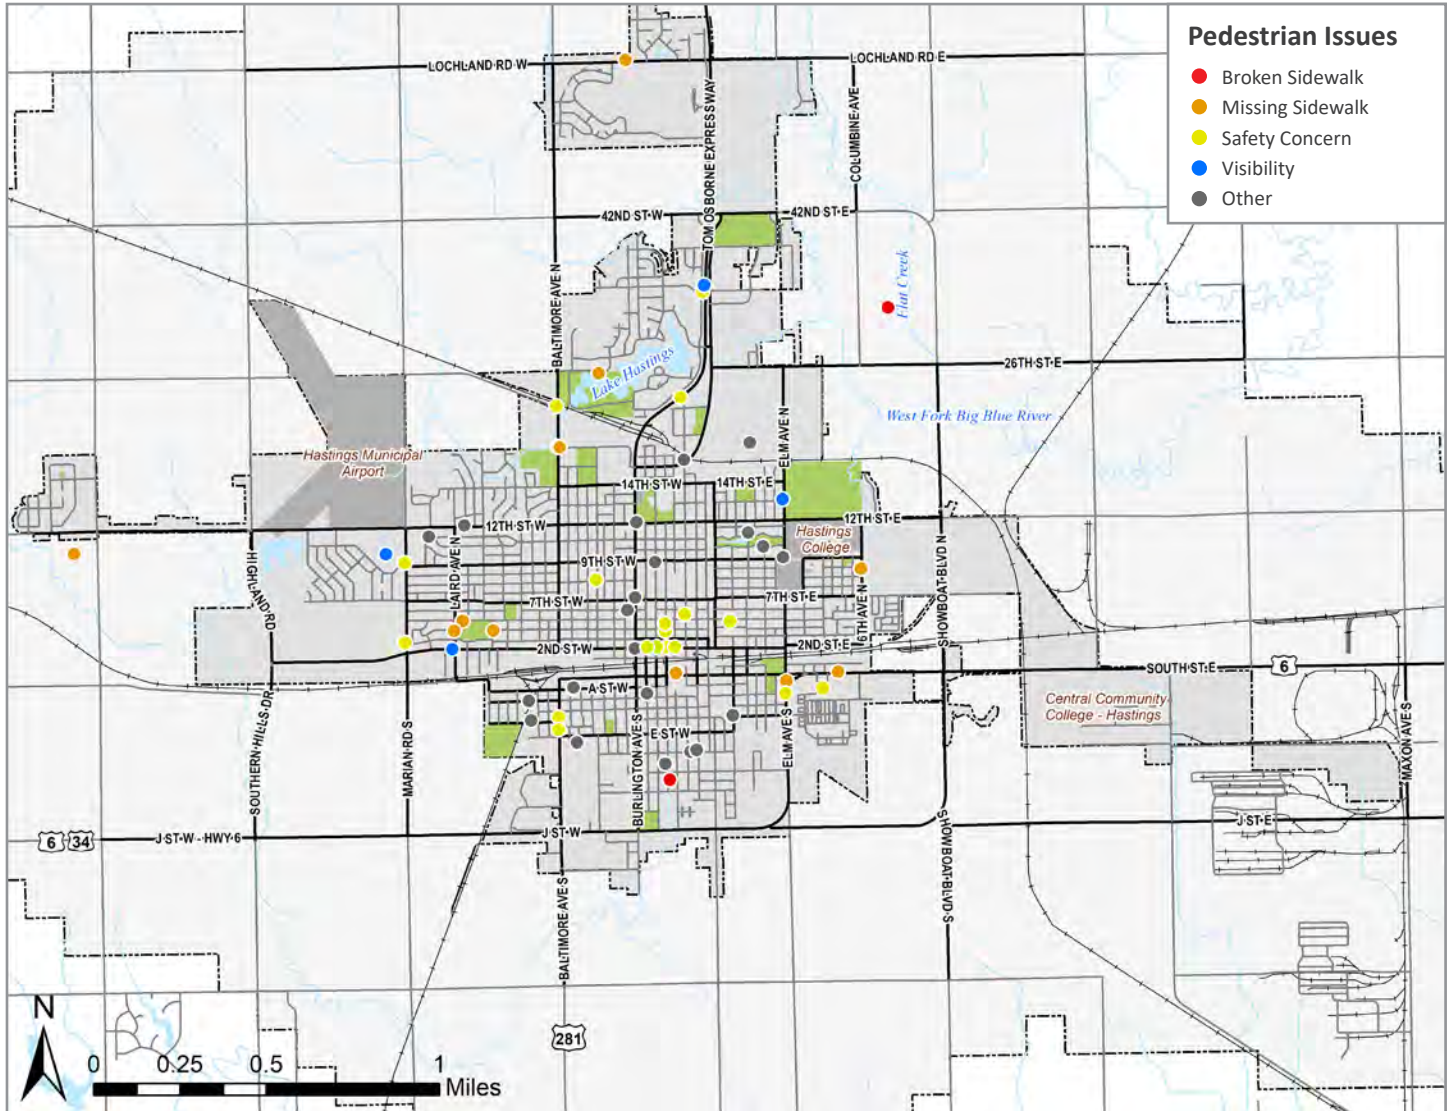 Pedestrian Issues
Broken Sidewalk
Missing Sidewalk
Safety Concern
Visibility
Other
LOCHLAND RD W
LOCHLAND RD E
TOM OSBORNE EXPRESSWAY
COLUMBINE AVE
42ND ST W
42ND ST E
BALTIMORE AVE N
Flat Creek
Lake Hastings
26TH ST E
West Fork Big Blue River
ELM AVE N
Hastings Municipal
Airport
14TH ST W
14TH ST E
12TH ST W
12TH ST E
Hastings
College
HIGHLAND RD
LAIRD AVE N
9TH ST W
7TH ST W
7TH ST E
6TH AVE N
SHOWBOAT BLVD N
2ND ST W
2ND ST E
SOUTH ST E
6
A ST W
Central Community
College - Hastings
SOUTHERN HILLS DR
MARIAN RD S
BURLINGTON AVE S
E ST W
ELM AVE S
MAXON AVE S
6
34
J ST W - HWY 6
J ST W
J ST E
SHOWBOAT BLVD S
BALTIMORE AVE S
281
N
0
0.25
0.5
1
Miles